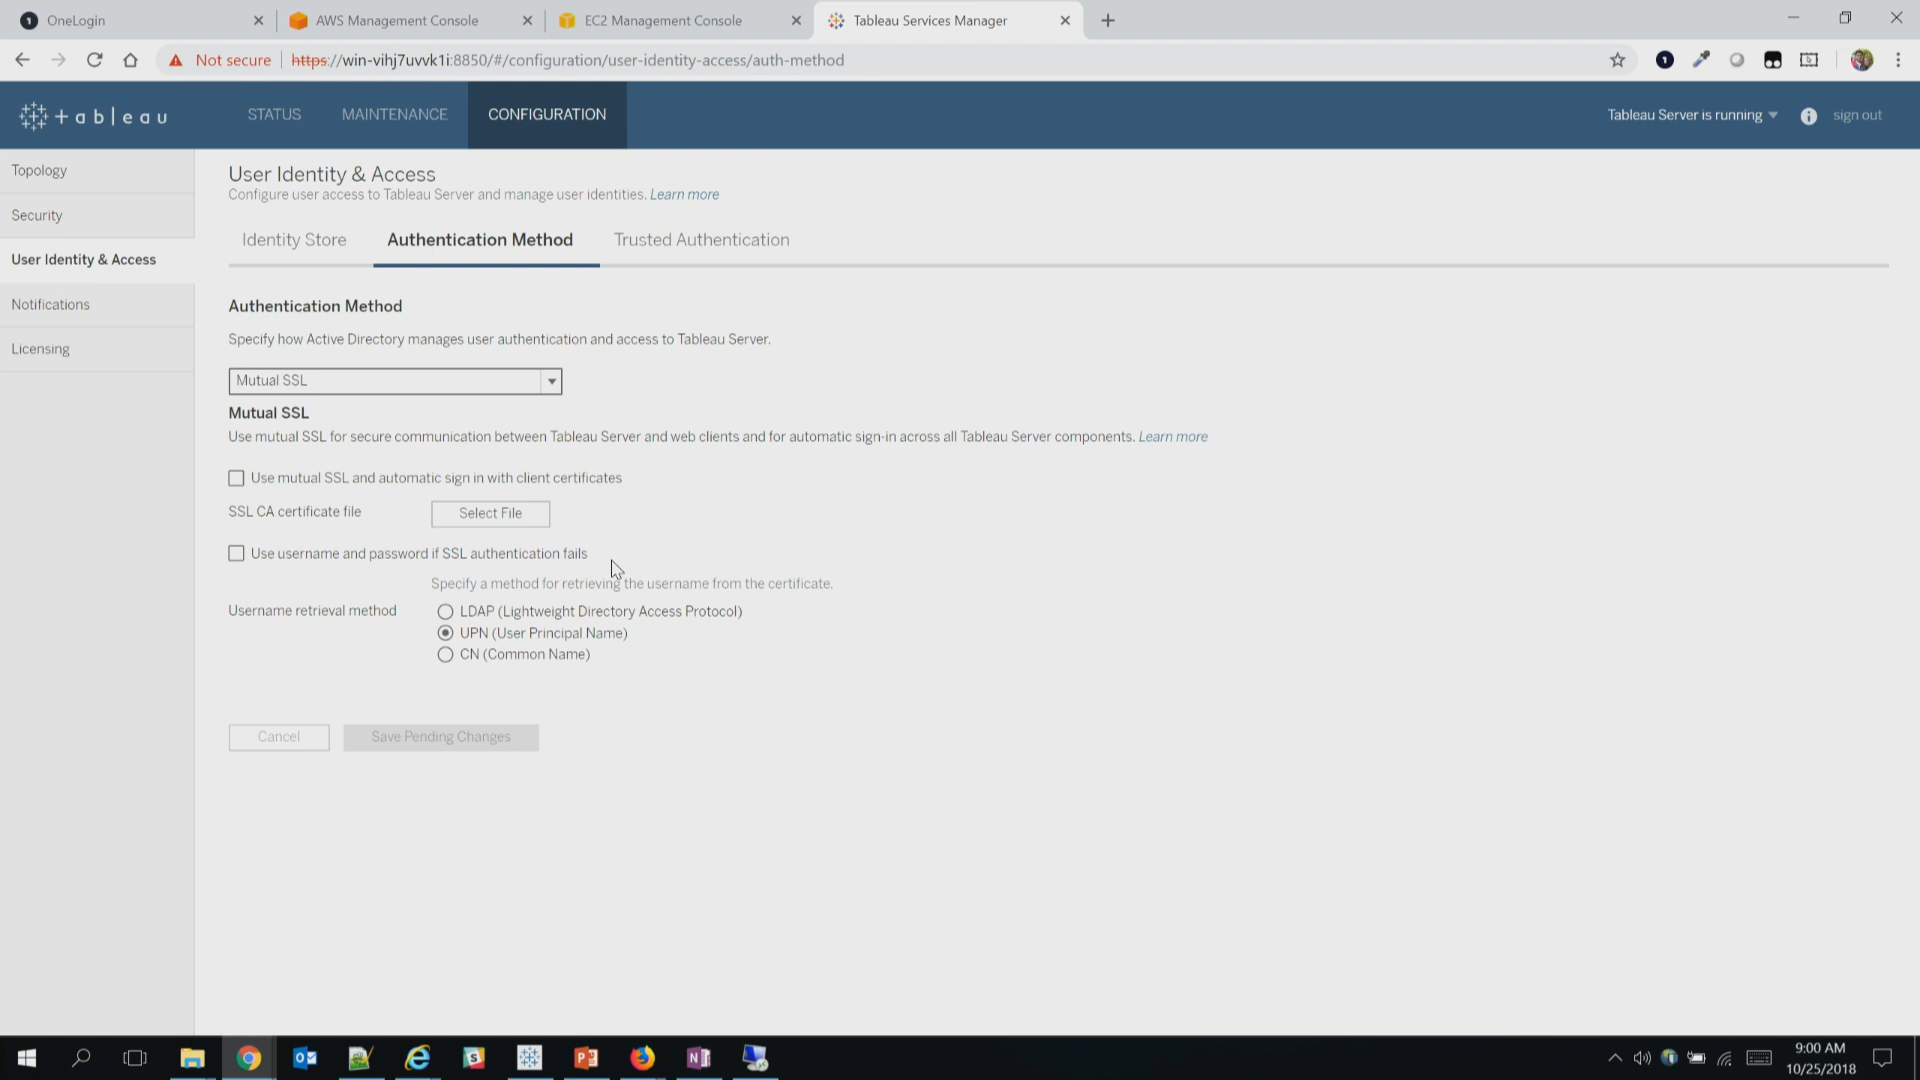 OneLogin
AWS Management Console
EC2 Management Console
Tableau Services Manager
Not secure
https://win-vihj7uvvk1i:8850/#/configuration/user-identity-access/auth-method
+ a b l e a u
STATUS
MAINTENANCE
CONFIGURATION
Tableau Server is running
sign out
Topology
Security
User Identity & Access
Notifications
Licensing
User Identity & Access
Configure user access to Tableau Server and manage user identities. Learn more
Identity Store
Authentication Method
Trusted Authentication
Authentication Method
Specify how Active Directory manages user authentication and access to Tableau Server.
Mutual SSL
Mutual SSL
Use mutual SSL for secure communication between Tableau Server and web clients and for automatic sign-in across all Tableau Server components. Learn more
Use mutual SSL and automatic sign in with client certificates
SSL CA certificate file
Select File
Use username and password if SSL authentication fails
Specify a method for retrieving the username from the certificate.
Username retrieval method
LDAP (Lightweight Directory Access Protocol)
UPN (User Principal Name)
CN (Common Name)
Cancel
Save Pending Changes
9:00 AM
10/25/2018